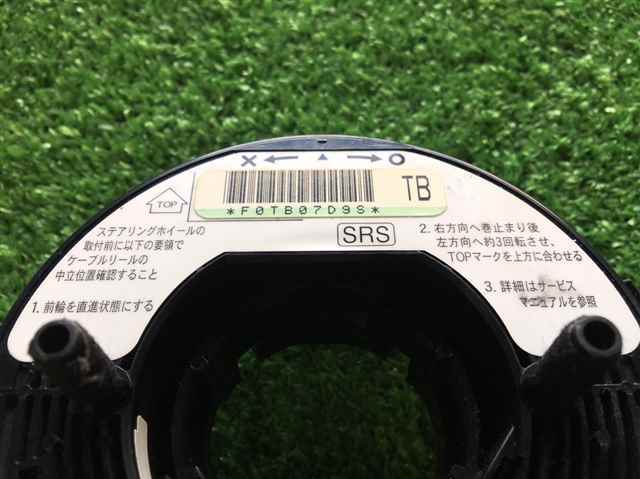 X ← ▲ → O
TOP
*F0TB07D9S*
TB
SRS
ステアリングホイールの
取付前に以下の要領で
ケーブルリールの
中立位置確認すること
1. 前輪を直進状態にする
2. 右方向へ巻止まり後
左方向へ約3回転させ、
TOPマークを上方に合わせる
3. 詳細はサービス
マニュアルを参照